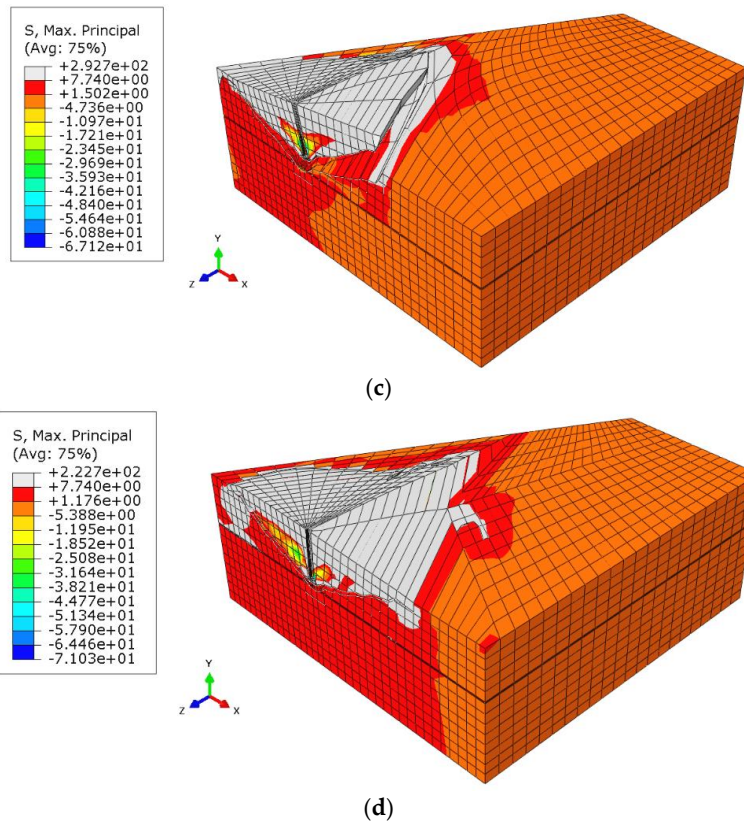 S, Max. Principal
(Avg: 75%)
+2.927e+02
+7.740e+00
+1.502e+00
-4.736e+00
-1.097e+01
-1.721e+01
-2.345e+01
-2.969e+01
-3.593e+01
-4.216e+01
-4.840e+01
-5.464e+01
-6.088e+01
-6.712e+01
Y
Z
X
(c)
S, Max. Principal
(Avg: 75%)
+2.227e+02
+7.740e+00
+1.176e+00
-5.388e+00
-1.195e+01
-1.852e+01
-2.508e+01
-3.164e+01
-3.821e+01
-4.477e+01
-5.134e+01
-5.790e+01
-6.446e+01
-7.103e+01
Y
Z
X
(d)